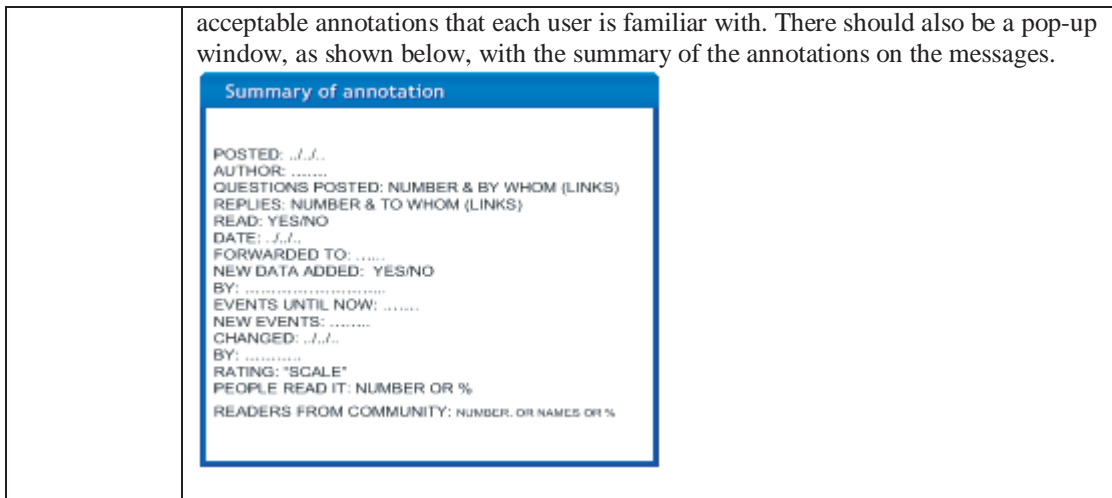 acceptable annotations that each user is familiar with. There should also be a pop-up
window, as shown below, with the summary of the annotations on the messages.
Summary of annotation
POSTED: ../../..
AUTHOR: .......
QUESTIONS POSTED: NUMBER & BY WHOM (LINKS)
REPLIES: NUMBER & TO WHOM (LINKS)
READ: YES/NO
DATE: ../../..
FORWARDED TO: ......
NEW DATA ADDED:  YES/NO
BY: ............................
EVENTS UNTIL NOW: .......
NEW EVENTS: ........
CHANGED: ../../..
BY: ...........
RATING: "SCALE"
PEOPLE READ IT: NUMBER OR %
READERS FROM COMMUNITY: NUMBER. OR NAMES OR %